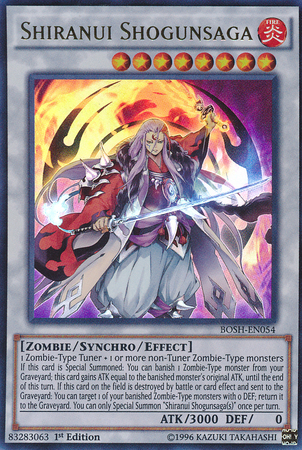 SHIRANUI SHOGUNSAGA
FIRE
炎
BOSH-EN054
[ZOMBIE/SYNCHRO/EFFECT]
1 Zombie-Type Tuner + 1 or more non-Tuner Zombie-Type monsters
If this card is Special Summoned: You can banish 1 Zombie-Type monster from
your Graveyard; this card gains ATK equal to the banished monster's original ATK, until the end
of this turn. If this card on the field is destroyed by battle or card effect and sent to the
Graveyard: You can target 1 of your banished Zombie-Type monsters with 0 DEF; return it
to the Graveyard. You can only Special Summon "Shiranui Shogunsaga(s)" once per turn.
ATK/3000 DEF/ 0
83283063 1st Edition ©1996 KAZUKI TAKAHASHI